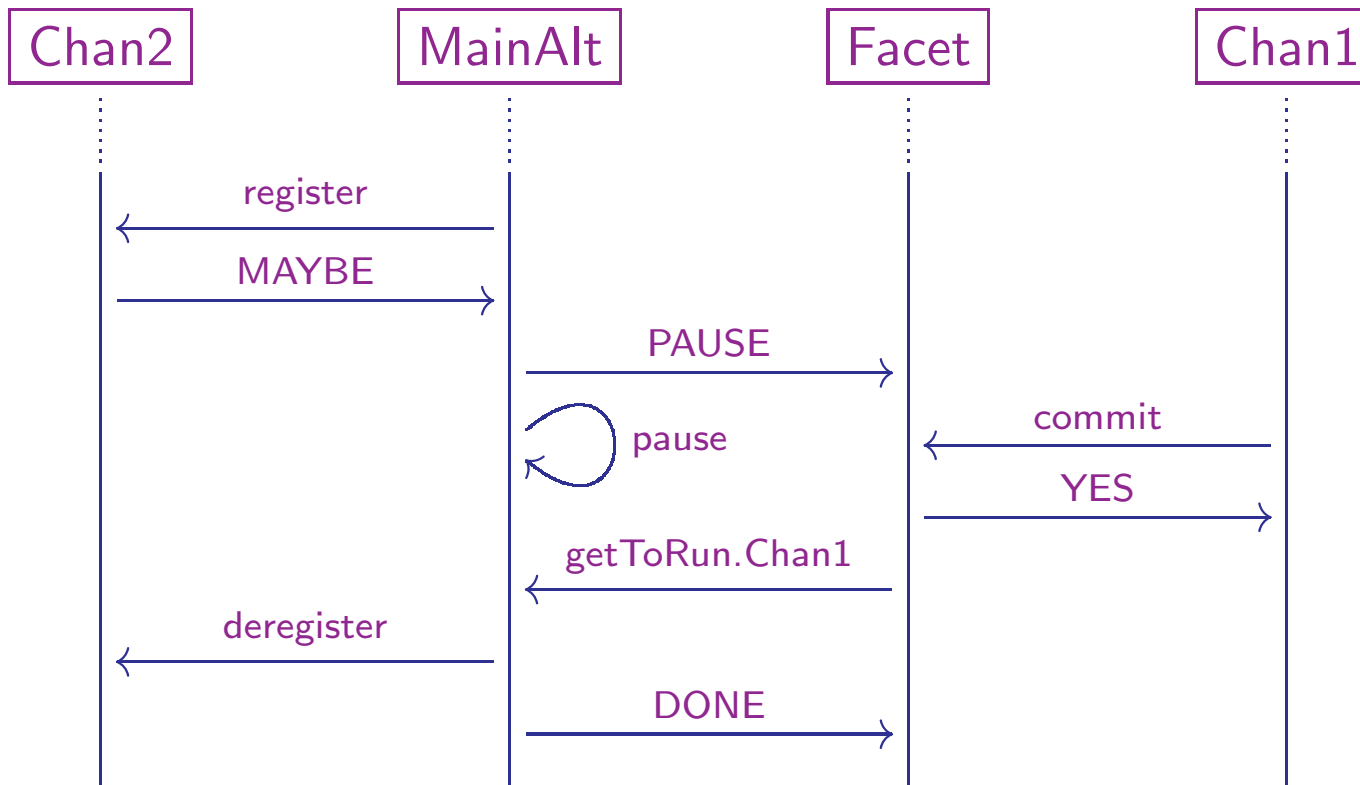 Chan2 MainAlt Facet Chan1
register
MAYBE
PAUSE
commit
pause
YES
getToRun.Chan1
deregister
DONE